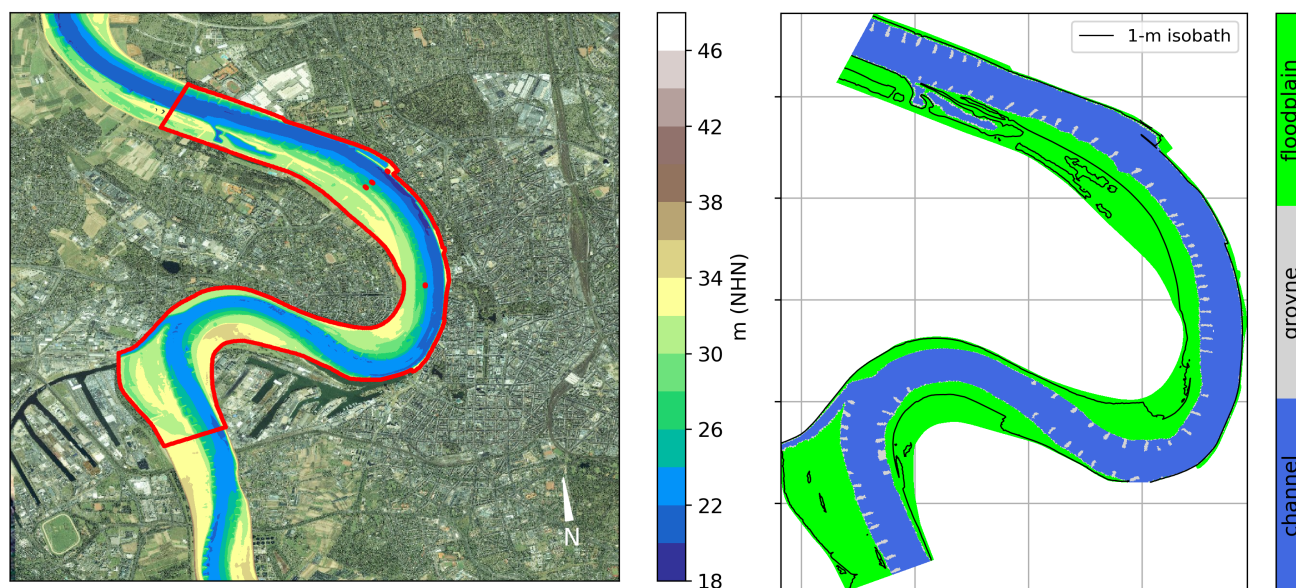 46
42
38
34
30
26
22
18
m (NHN)
N
1-m isobath
floodplain
groyne
channel